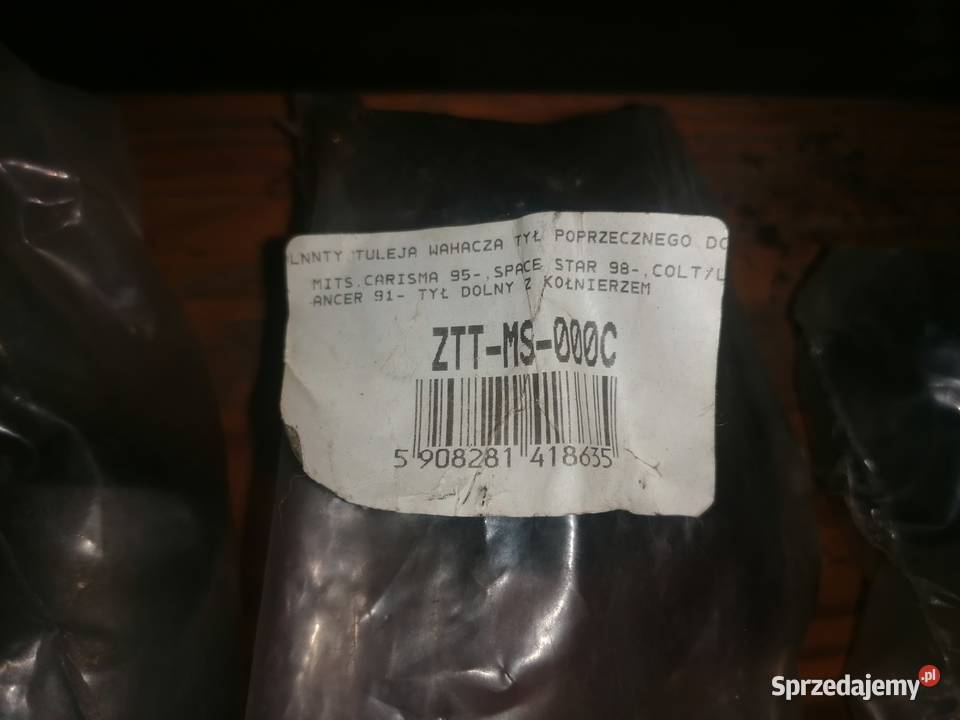 LNNTY TULEJA WAHACZA TYŁ POPRZECZNEGO DO
MITS.CARISMA 95-,SPACE STAR 98-,COLT/L
ANCER 91- TYŁ DOLNY Z KOŁNIERZEM
ZTT-MS-000C
5 908281 418635
Sprzedajemy.pl